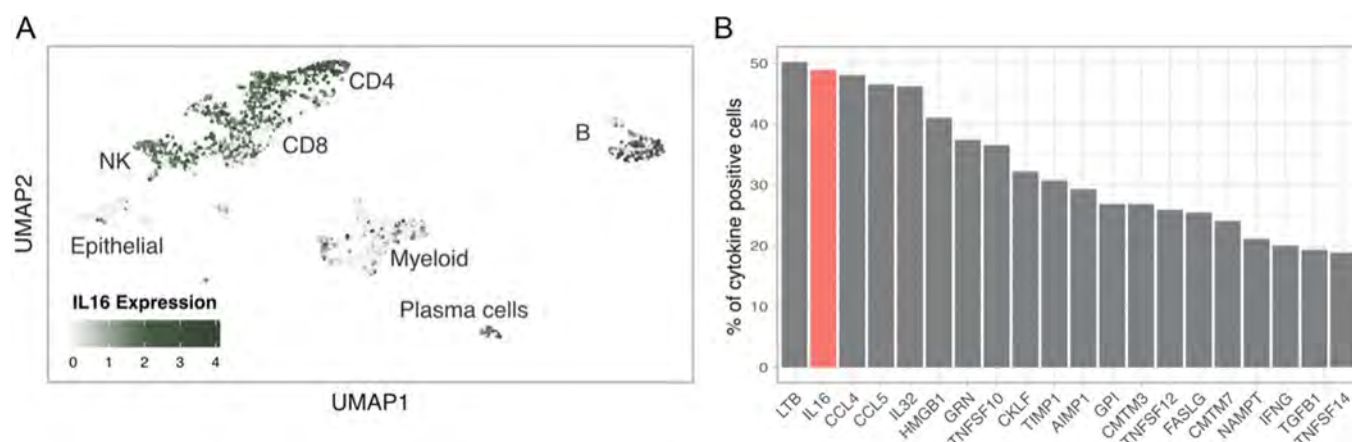 A
CD4
CD8
NK
B
Epithelial
Myeloid
Plasma cells
IL16 Expression
0 1 2 3 4
UMAP1
UMAP2
B
% of cytokine positive cells
50
40
30
20
10
0
LTB
IL16
CCL4
CCL5
IL32
HMGB1
GRN
TNFSF10
CKLF
TIMP1
AIMP1
GPI
CMTM3
TNFSF12
FASLG
CMTM7
NAMPT
IFNG
TGFB1
TNFSF14